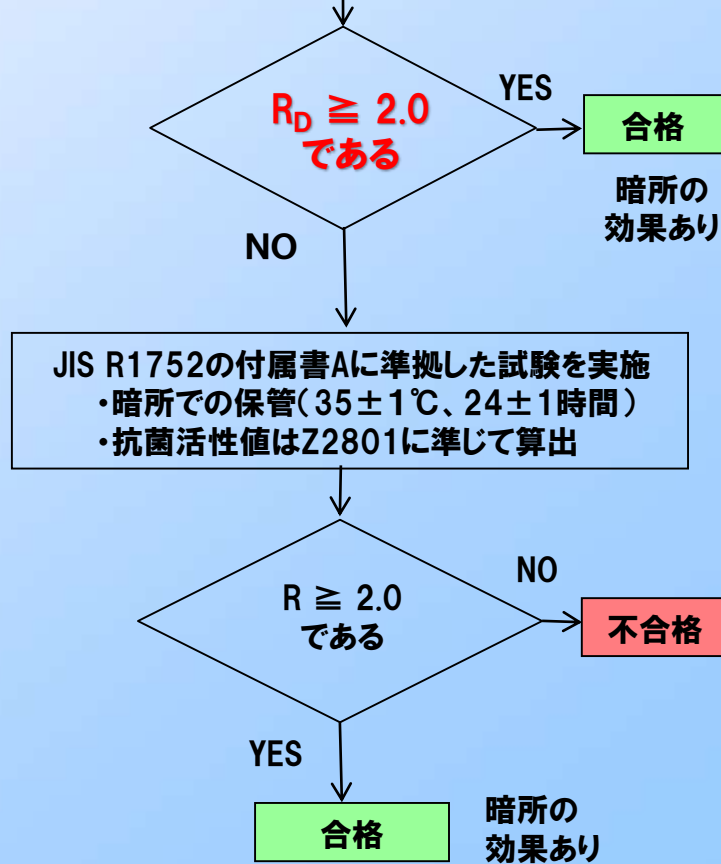 R_D ≧ 2.0
である
YES
合格
暗所の
効果あり
NO
JIS R1752の付属書Aに準拠した試験を実施
・暗所での保管（35±1℃、24±1時間）
・抗菌活性値はZ2801に準じて算出
R ≧ 2.0
である
NO
不合格
YES
合格
暗所の
効果あり